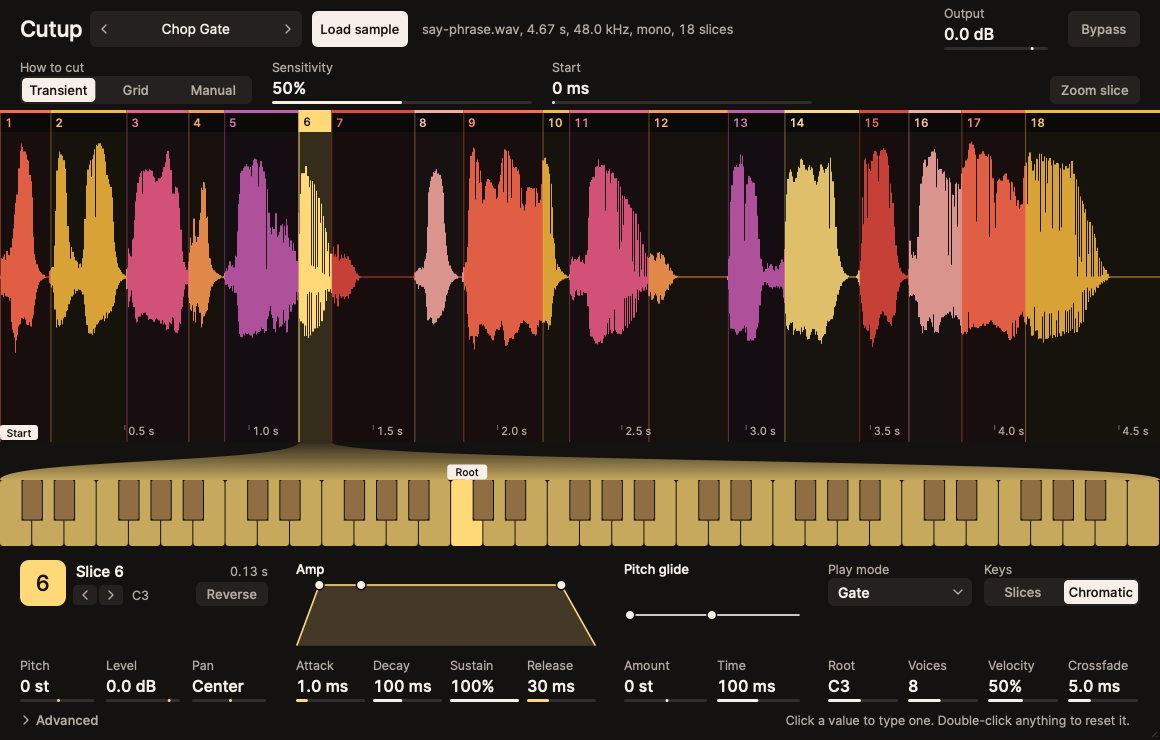 Cutup
Chop Gate
Load sample
say-phrase.wav, 4.67 s, 48.0 kHz, mono, 18 slices
Output
0.0 dB
Bypass
How to cut
Transient Grid Manual
Sensitivity
50%
Start
0 ms
Zoom slice
1 2 3 4 5 6 7 8 9 10 11 12 13 14 15 16 17 18
Start
0.5 s 1.0 s 1.5 s 2.0 s 2.5 s 3.0 s 3.5 s 4.0 s 4.5 s
Root
6
Slice 6
0.13 s
C3
Reverse
Amp
Pitch glide
Play mode
Gate
Keys
Slices Chromatic
Pitch Level Pan
0 st 0.0 dB Center
Attack Decay Sustain Release
1.0 ms 100 ms 100% 30 ms
Amount Time
0 st 100 ms
Root Voices Velocity Crossfade
C3 8 50% 5.0 ms
Advanced
Click a value to type one. Double-click anything to reset it.